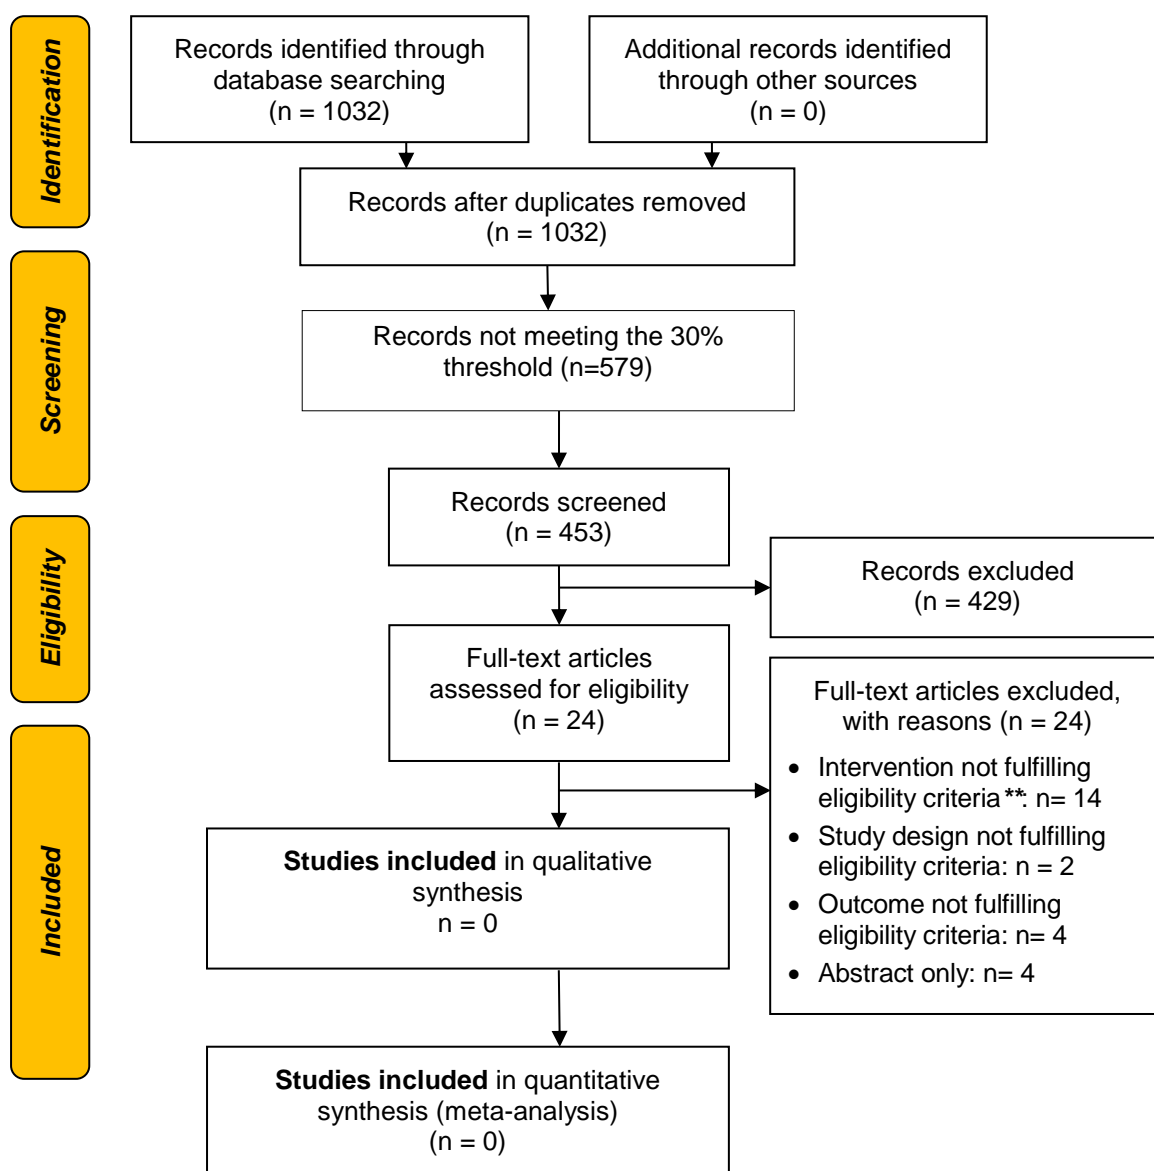 Identification
Records identified through
database searching
(n = 1032)
Additional records identified
through other sources
(n = 0)
Records after duplicates removed
(n = 1032)
Screening
Records not meeting the 30%
threshold (n=579)
Records screened
(n = 453)
Eligibility
Records excluded
(n = 429)
Full-text articles
assessed for eligibility
(n = 24)
Full-text articles excluded,
with reasons (n = 24)
• Intervention not fulfilling
eligibility criteria**: n= 14
• Study design not fulfilling
eligibility criteria: n = 2
• Outcome not fulfilling
eligibility criteria: n= 4
• Abstract only: n= 4
Included
Studies included in qualitative
synthesis
n = 0
Studies included in quantitative
synthesis (meta-analysis)
(n = 0)